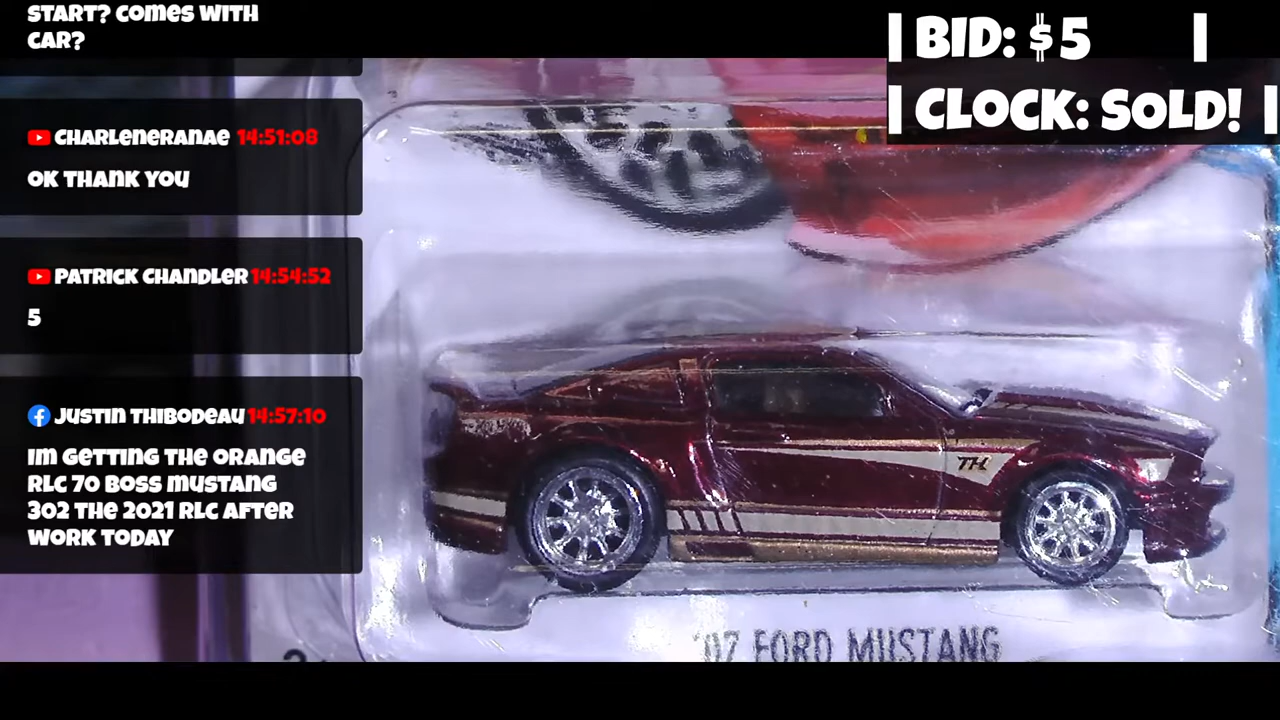 START? COMES WITH
CAR?
CHARLENERANAE 14:51:08
OK THANK YOU
PATRICK CHANDLER 14:54:52
5
JUSTIN THIBODEAU 14:57:10
IM GETTING THE ORANGE
RLC 70 BOSS MUSTANG
302 THE 2021 RLC AFTER
WORK TODAY
| BID: $5 |
| CLOCK: SOLD! |
TH
'07 FORD MUSTANG